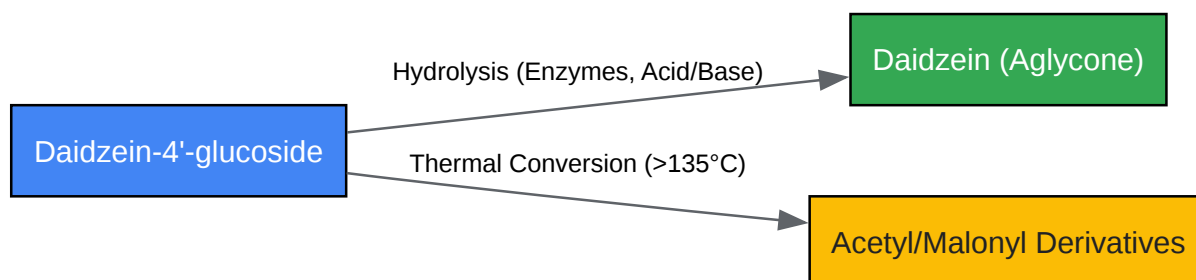 Daidzein (Aglycone)
Hydrolysis (Enzymes, Acid/Base)
Daidzein-4'-glucoside
Thermal Conversion (>135°C)
Acetyl/Malonyl Derivatives